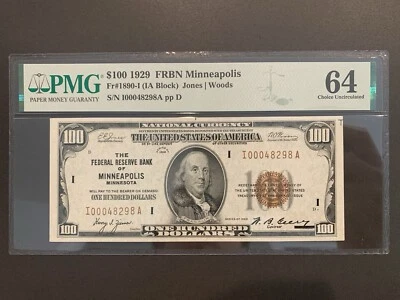 PMG
PAPER MONEY GUARANTY
$100 1929 FRBN Minneapolis
Fr#1890-I (IA Block) Jones | Woods
S/N I00048298A pp D
64
Choice Uncirculated
NATIONAL CURRENCY
THE UNITED STATES OF AMERICA
100
100
THE
FEDERAL RESERVE BANK
OF
MINNEAPOLIS
MINNESOTA
WILL PAY TO THE BEARER ON DEMAND
ONE HUNDRED DOLLARS
I
I00048298A
I
I00048298A
I
I
100
100
ONE HUNDRED
DOLLARS
100